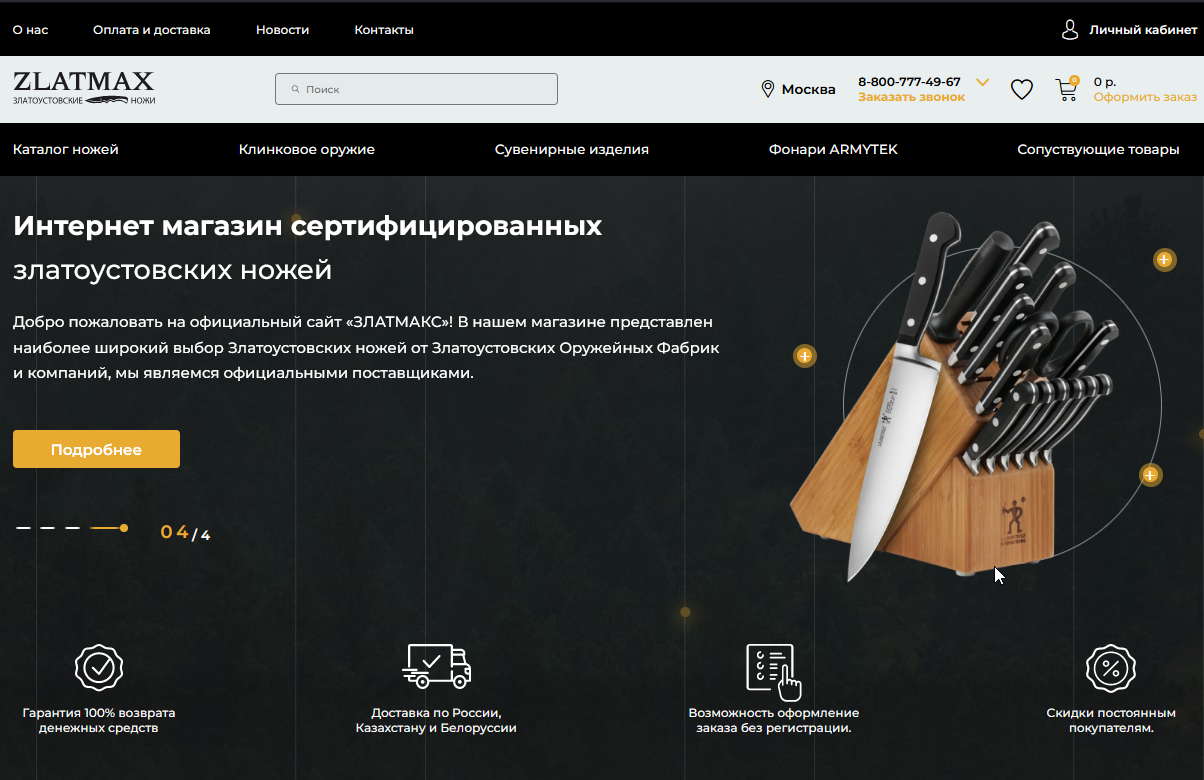 О нас Оплата и доставка Новости Контакты Личный кабинет
ZLATMAX
ЗЛАТОУСТОВСКИЕ НОЖИ
Поиск
Москва
8-800-777-49-67
Заказать звонок
0
0 р.
Оформить заказ
Каталог ножей Клинковое оружие Сувенирные изделия Фонари ARMYTEK Сопуствующие товары
Интернет магазин сертифицированных
златоустовских ножей
Добро пожаловать на официальный сайт «ЗЛАТМАКС»! В нашем магазине представлен
наиболее широкий выбор Златоустовских ножей от Златоустовских Оружейных Фабрик
и компаний, мы являемся официальными поставщиками.
Подробнее
04/4
Гарантия 100% возврата
денежных средств
Доставка по России,
Казахстану и Белоруссии
Возможность оформление
заказа без регистрации.
Скидки постоянным
покупателям.